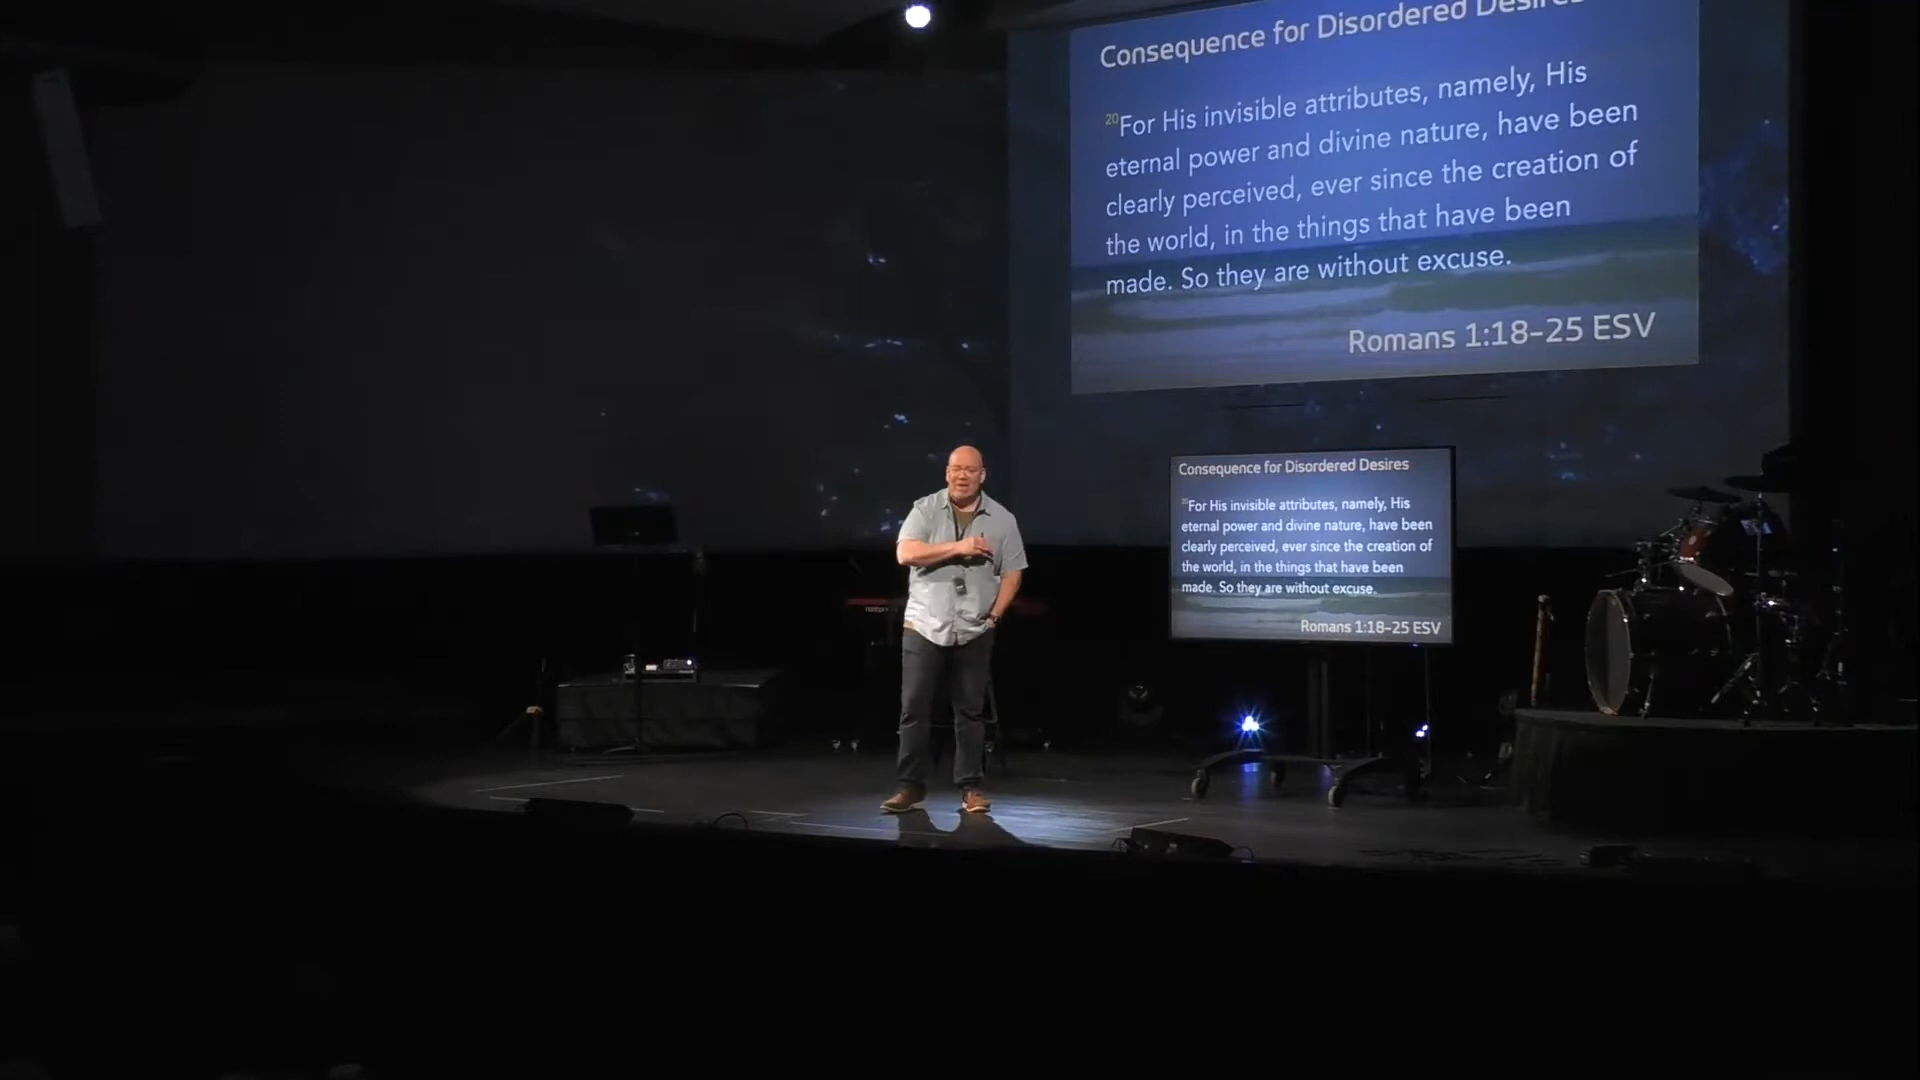 Consequence for Disordered Desires
20For His invisible attributes, namely, His
eternal power and divine nature, have been
clearly perceived, ever since the creation of
the world, in the things that have been
made. So they are without excuse.
Romans 1:18-25 ESV
Consequence for Disordered Desires
20For His invisible attributes, namely, His
eternal power and divine nature, have been
clearly perceived, ever since the creation of
the world, in the things that have been
made. So they are without excuse.
Romans 1:18-25 ESV